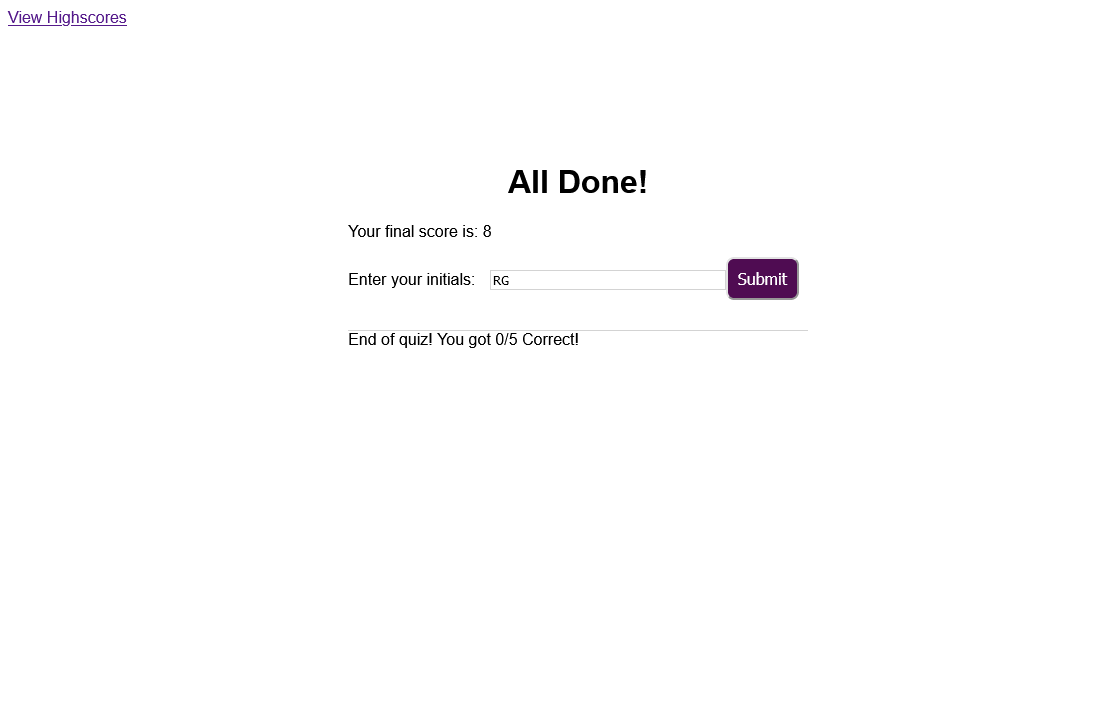 View Highscores
All Done!
Your final score is: 8
Enter your initials: RG Submit
End of quiz! You got 0/5 Correct!